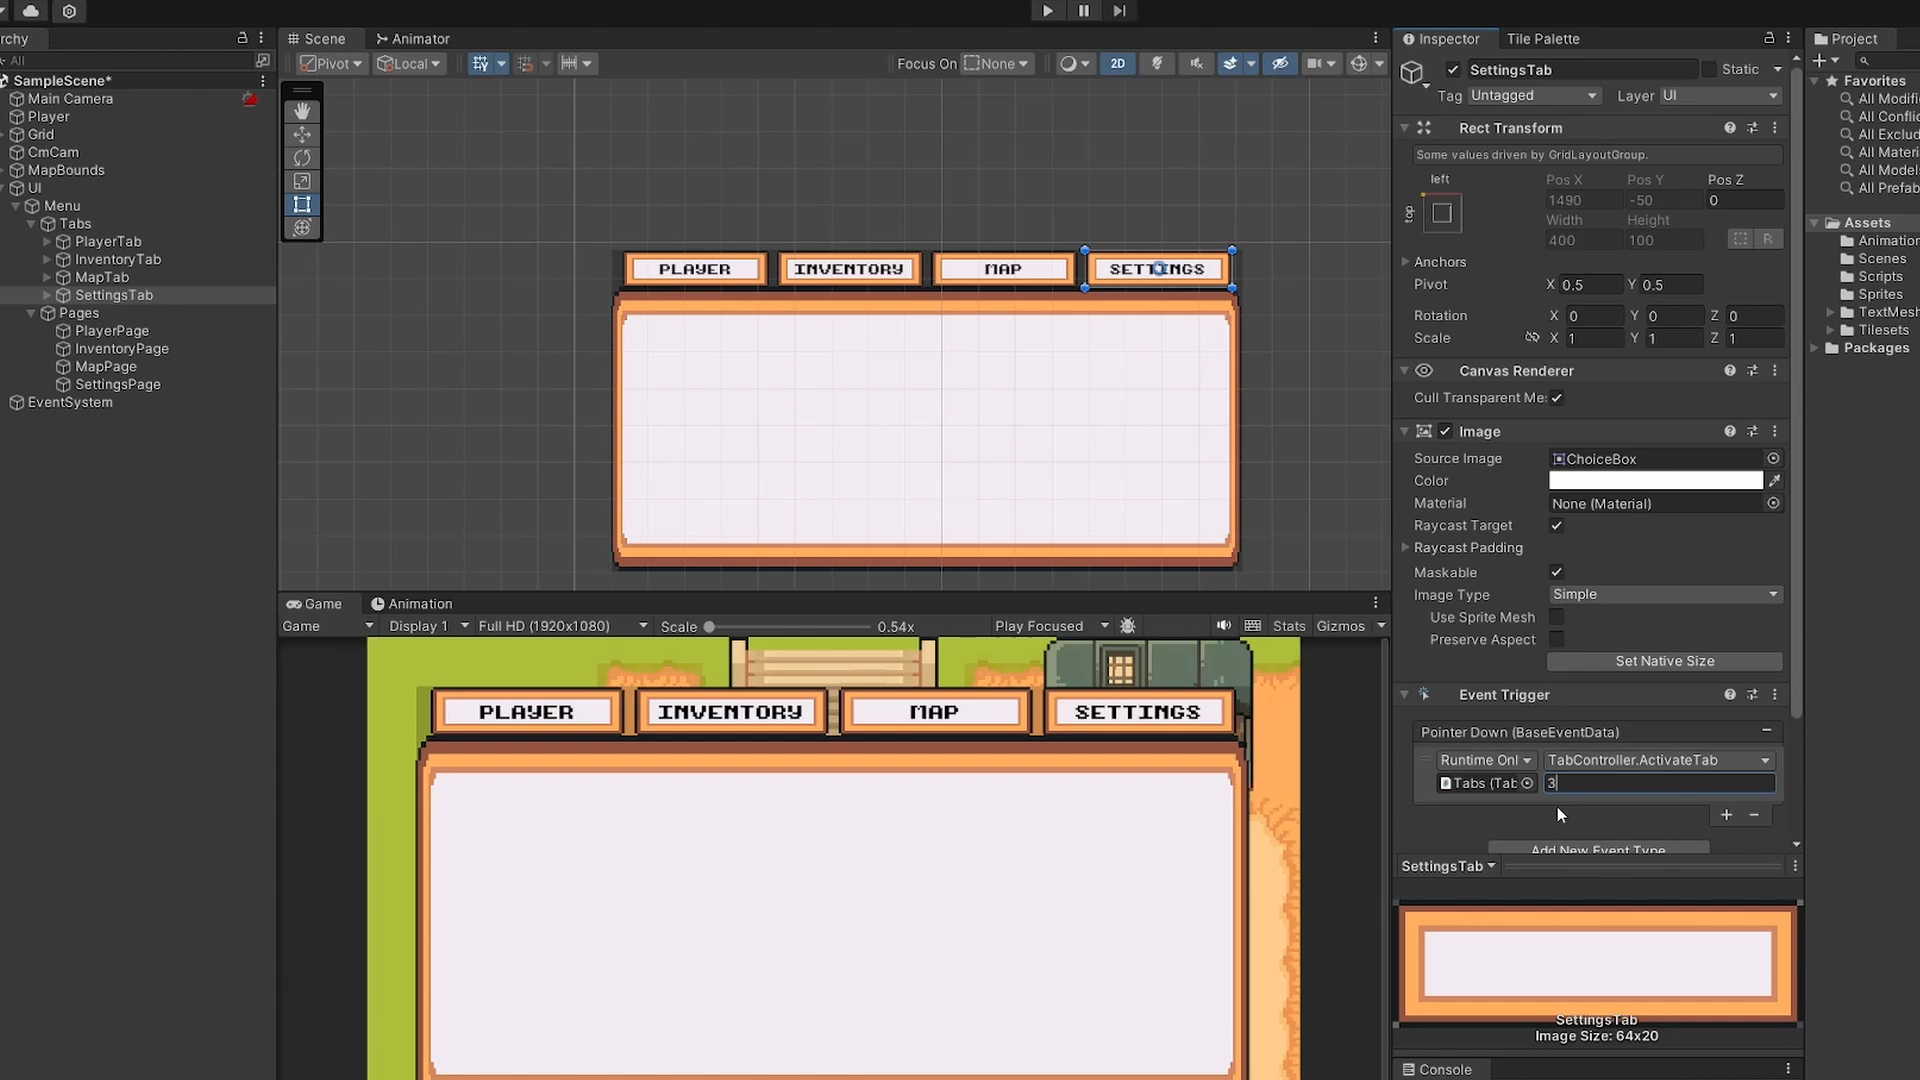 rchy
All
SampleScene*
Main Camera
Player
Grid
CmCam
MapBounds
UI
Menu
Tabs
PlayerTab
InventoryTab
MapTab
SettingsTab
Pages
PlayerPage
InventoryPage
MapPage
SettingsPage
EventSystem
Scene
Animator
Pivot
Local
Focus On
None
2D
PLAYER
INVENTORY
MAP
SETTINGS
Game
Animation
Game
Display 1
Full HD (1920x1080)
Scale
0.54x
Play Focused
Stats
Gizmos
PLAYER
INVENTORY
MAP
SETTINGS
Inspector
Tile Palette
SettingsTab
Static
Tag
Untagged
Layer
UI
Rect Transform
Some values driven by GridLayoutGroup.
left
top
Pos X
Pos Y
Pos Z
1490
-50
0
Width
Height
400
100
R
Anchors
Pivot
X 0.5
Y 0.5
Rotation
X 0
Y 0
Z 0
Scale
X 1
Y 1
Z 1
Canvas Renderer
Cull Transparent Me
Image
Source Image
ChoiceBox
Color
Material
None (Material)
Raycast Target
Raycast Padding
Maskable
Image Type
Simple
Use Sprite Mesh
Preserve Aspect
Set Native Size
Event Trigger
Pointer Down (BaseEventData)
Runtime Onl
TabController.ActivateTab
Tabs (Tab
3
Add New Event Type
SettingsTab
SettingsTab
Image Size: 64x20
Console
Project
Favorites
All Modifi
All Conflic
All Exclud
All Materi
All Model
All Prefab
Assets
Animation
Scenes
Scripts
Sprites
TextMesh
Tilesets
Packages